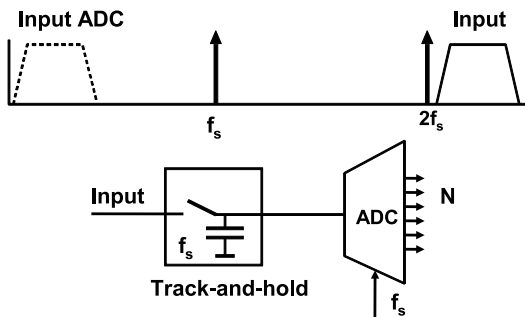 Input ADC
Input
fs
2fs
Input
fs
ADC
N
Track-and-hold
fs